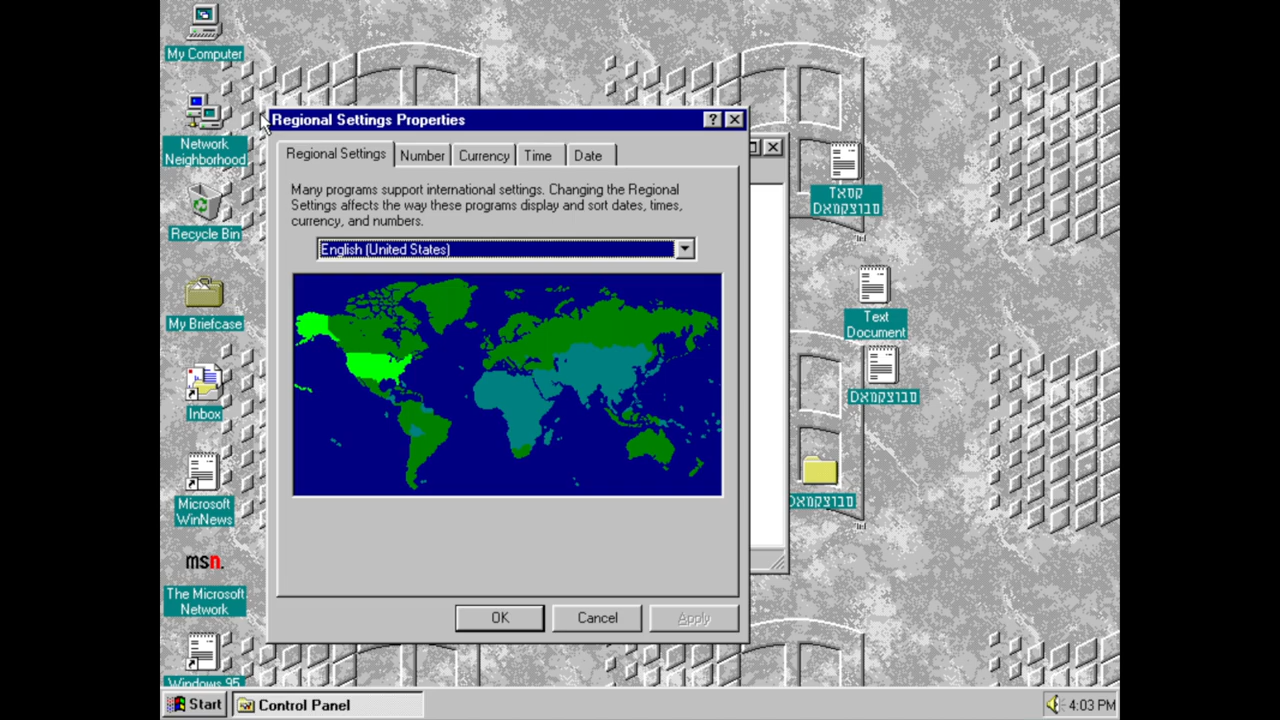 My Computer
Network
Neighborhood
Recycle Bin
My Briefcase
Inbox
Microsoft
WinNews
msn.
The Microsoft
Network
Windows 95
Regional Settings Properties
Regional Settings
Number
Currency
Time
Date
Many programs support international settings. Changing the Regional
Settings affects the way these programs display and sort dates, times,
currency, and numbers.
English (United States)
OK
Cancel
Apply
Text
Document
Start
Control Panel
4:03 PM